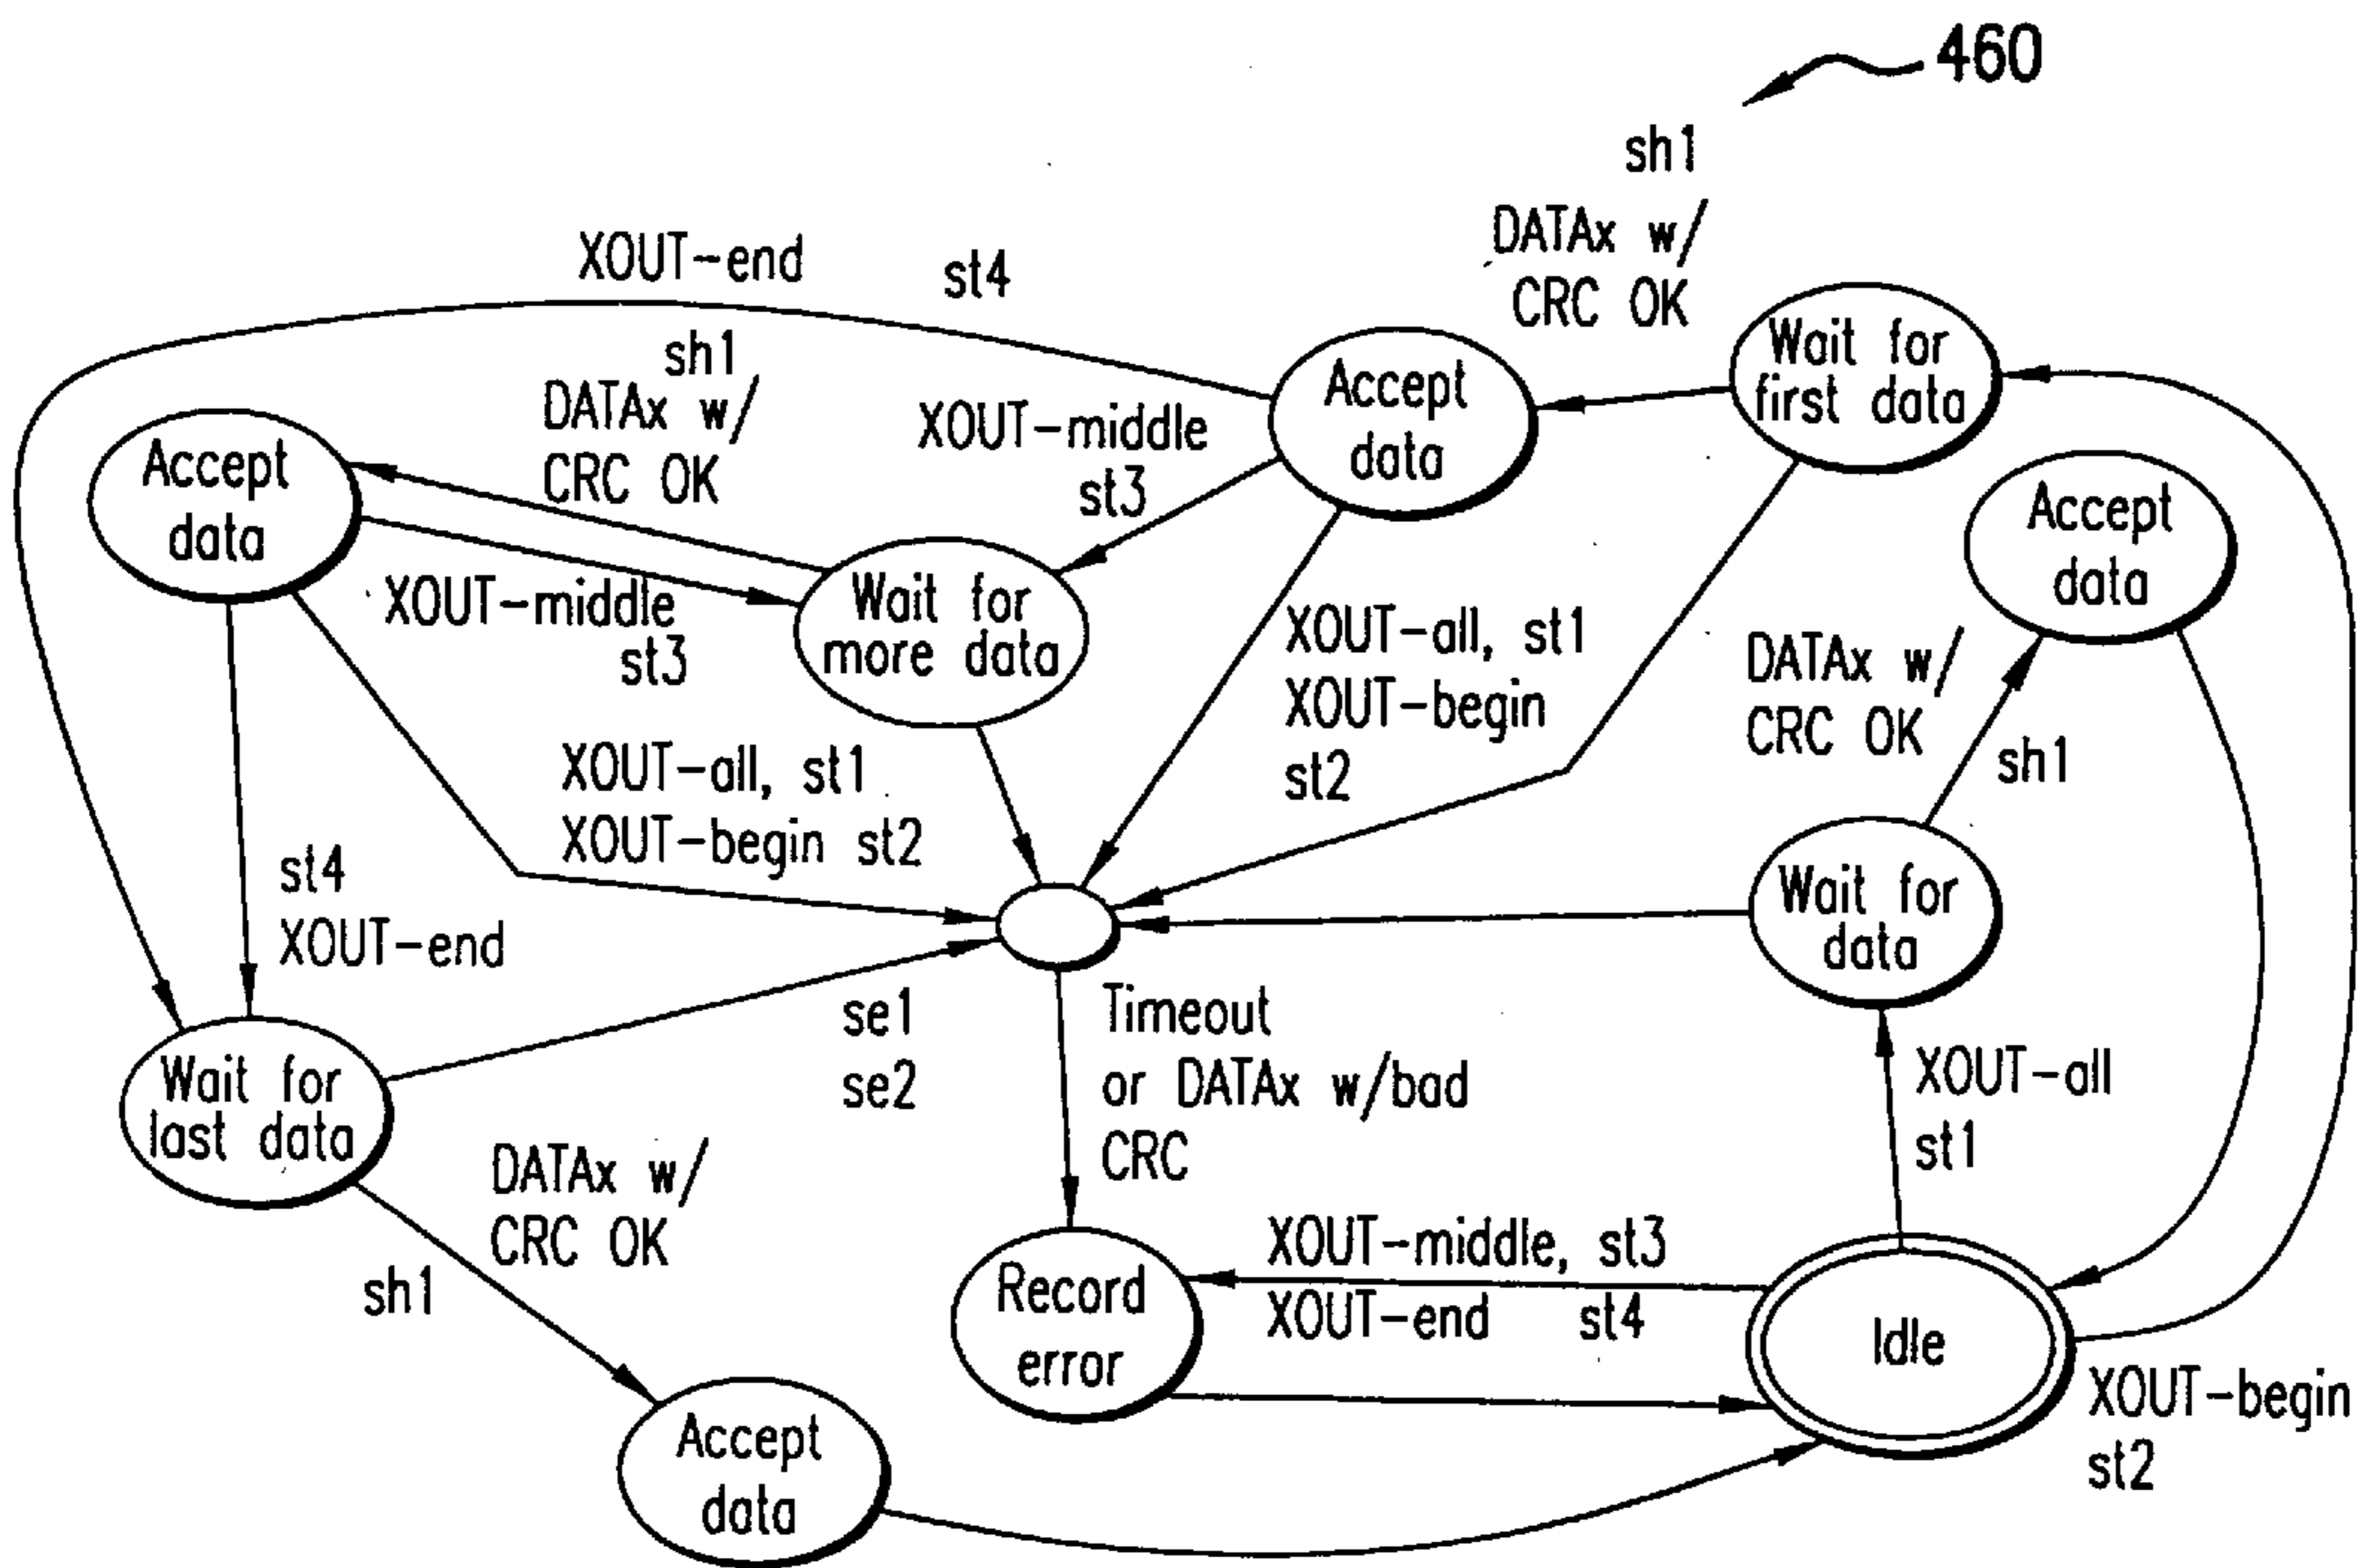 460
sh1
DATAx w/
CRC OK
XOUT-end st4
sh1
DATAx w/
CRC OK
XOUT-middle
st3
Accept
data
Wait for
first data
Accept
data
Accept
data
XOUT-middle
st3
Wait for
more data
XOUT-all, st1
XOUT-begin
st2
DATAx w/
CRC OK
sh1
XOUT-all, st1
XOUT-begin st2
st4
XOUT-end
Wait for
data
se1
se2
Timeout
or DATAx w/bad
CRC
XOUT-all
st1
Wait for
last data
DATAx w/
CRC OK
sh1
Record
error
XOUT-middle, st3
XOUT-end st4
Idle
XOUT-begin
st2
Accept
data